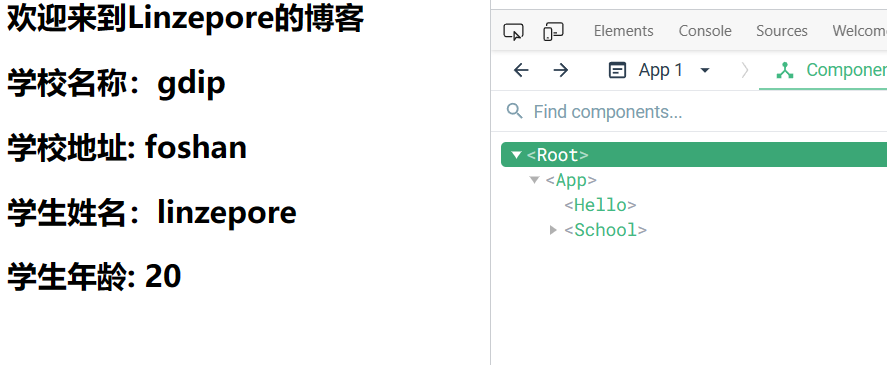 欢迎来到Linzepore的博客
学校名称：gdip
学校地址: foshan
学生姓名：linzepore
学生年龄: 20
Elements Console Sources Welcome
App 1 Componen
Find components...
<Root>
<App>
<Hello>
<School>